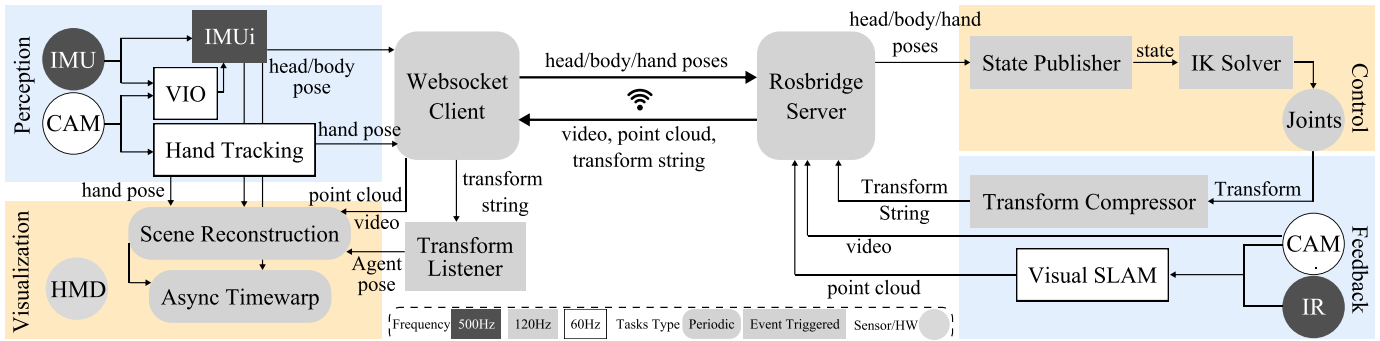 Perception
IMU
CAM
IMUi
VIO
Hand Tracking
head/body
pose
hand pose
hand pose
Websocket
Client
head/body/hand poses
video, point cloud,
transform string
Rosbridge
Server
head/body/hand
poses
State Publisher
state
IK Solver
Joints
Control
Visualization
HMD
Scene Reconstruction
Async Timewarp
point cloud
video
transform
string
Transform
Listener
Agent
pose
Transform
String
Transform Compressor
Transform
video
point cloud
Visual SLAM
CAM
.
IR
Feedback
Frequency 500Hz 120Hz 60Hz Tasks Type Periodic Event Triggered Sensor/HW